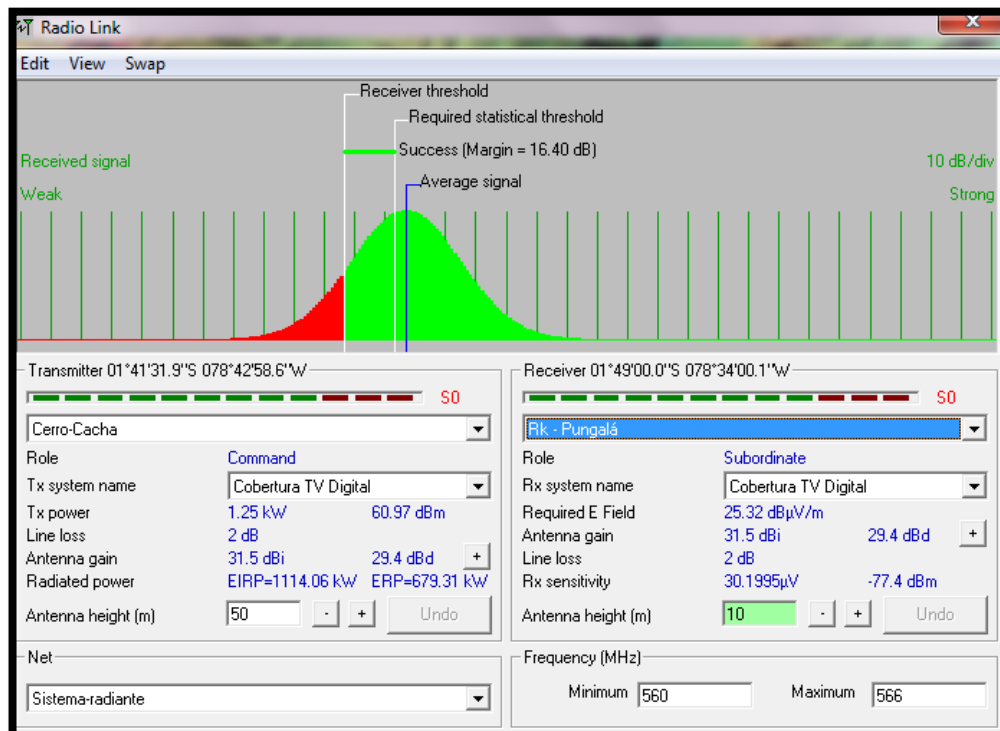 Radio Link
Edit View Swap
Receiver threshold
Required statistical threshold
Success (Margin = 16.40 dB)
Received signal
10 dB/div
Average signal
Weak
Strong
Transmitter 01°41'31.9"S 078°42'58.6"W
S0
Cerro-Cacha
Role Command
Tx system name Cobertura TV Digital
Tx power 1.25 kW 60.97 dBm
Line loss 2 dB
Antenna gain 31.5 dBi 29.4 dBd +
Radiated power EIRP=1114.06 kW ERP=679.31 kW
Antenna height (m) 50 - + Undo
Net
Sistema-radiante
Receiver 01°49'00.0"S 078°34'00.1"W
S0
Rk - Pungalá
Role Subordinate
Rx system name Cobertura TV Digital
Required E Field 25.32 dBµV/m
Antenna gain 31.5 dBi 29.4 dBd +
Line loss 2 dB
Rx sensitivity 30.1995µV -77.4 dBm
Antenna height (m) 10 - + Undo
Frequency (MHz)
Minimum 560 Maximum 566